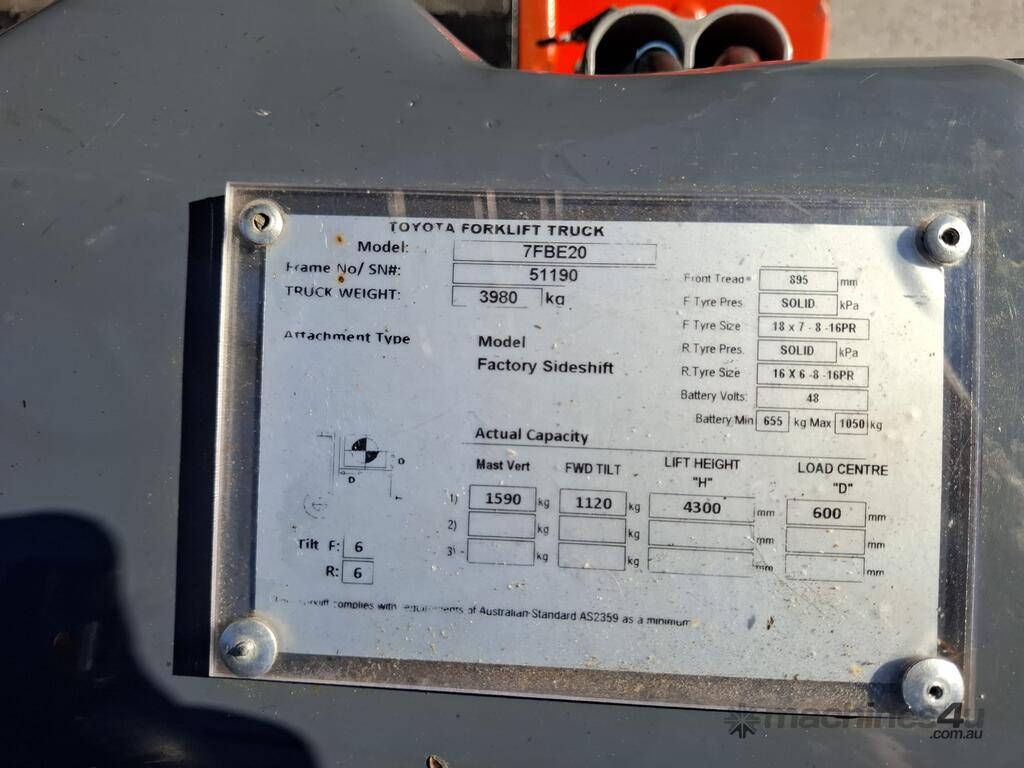 TOYOTA FORKLIFT TRUCK
Model: 7FBE20
Frame No/ SN#: 51190
TRUCK WEIGHT: 3980 kg
Front Tread 895 mm
F Tyre Pres. SOLID kPa
F Tyre Size 18 x 7 - 8 -16PR
R.Tyre Pres. SOLID kPa
R.Tyre Size 16 X 6 -8 -16PR
Battery Volts: 48
Battery Min 655 kg Max 1050 kg
Attachment Type
Model
Factory Sideshift
D
D
Actual Capacity
Mast Vert FWD TILT LIFT HEIGHT "H" LOAD CENTRE "D"
1) 1590 kg 1120 kg 4300 mm 600 mm
2) kg kg mm mm
3) kg kg mm mm
Tilt F: 6
R: 6
complies with requirements of Australian Standard AS2359 as a minimum
machines4u
.com.au